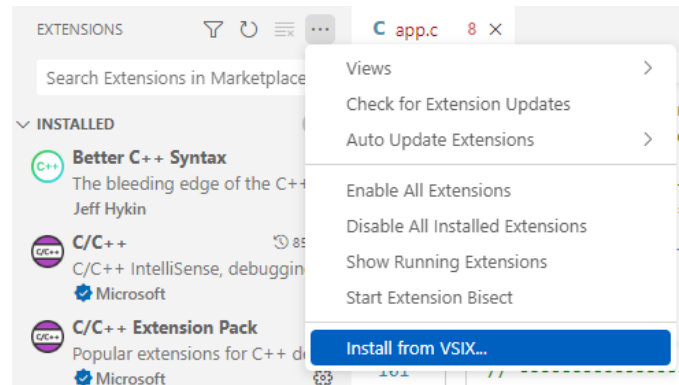 EXTENSIONS
C app.c 8
Search Extensions in Marketplace
INSTALLED
C++
Better C++ Syntax
The bleeding edge of the C++
Jeff Hykin
C/C++
C/C++
85
C/C++ IntelliSense, debuggin
Microsoft
C/C++
C/C++ Extension Pack
Popular extensions for C++ de
Microsoft
Views
Check for Extension Updates
Auto Update Extensions
Enable All Extensions
Disable All Installed Extensions
Show Running Extensions
Start Extension Bisect
Install from VSIX...